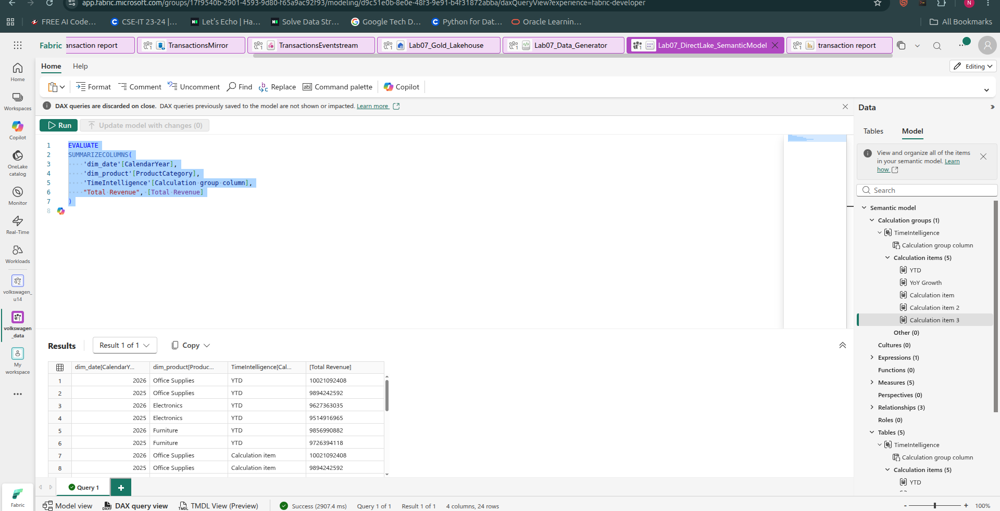 app.fabric.microsoft.com/groups/17f9540b-2901-4593-9d80-f65a9ac92f93/modeling/d9c51e0b-8e0e-48f3-9e91-b4f31872abba/daxQueryView?experience=fabric-developer
N
FREE AI Code...
CSE-IT 23-24 |...
Let's Echo | Ha...
Solve Data Str...
Google Tech D...
Python for Dat...
Oracle Learnin...
All Bookmarks
Fabric
ansaction report
TransactionsMirror
TransactionsEventstream
Lab07_Gold_Lakehouse
Lab07_Data_Generator
Lab07_DirectLake_SemanticModel
transaction report
Home
Help
Editing
Format
Comment
Uncomment
Find
Replace
Command palette
Copilot
DAX queries are discarded on close. DAX queries previously saved to the model are not shown or impacted. Learn more
Run
Update model with changes (0)
1 EVALUATE
2 SUMMARIZECOLUMNS(
3 'dim_date'[CalendarYear],
4 'dim_product'[ProductCategory],
5 'TimeIntelligence'[Calculation group column],
6 "Total Revenue", [Total Revenue]
7 )
8
Results
Result 1 of 1
Copy
dim_date[CalendarY... dim_product[Produc... TimeIntelligence[Cal... [Total Revenue]
1 2026 Office Supplies YTD 10021092408
2 2025 Office Supplies YTD 9894242592
3 2026 Electronics YTD 9627363035
4 2025 Electronics YTD 9514916965
5 2026 Furniture YTD 9856990882
6 2025 Furniture YTD 9726394118
7 2026 Office Supplies Calculation item 10021092408
8 2025 Office Supplies Calculation item 9894242592
Query 1
+
Model view
DAX query view
TMDL View (Preview)
Success (2907.4 ms)
Query 1 of 1
Result 1 of 1
4 columns, 24 rows
- + 100%
Home
Workspaces
Copilot
OneLake
catalog
Monitor
Real-Time
Workloads
volkswagen_
u14
volkswagen
_data
My
workspace
Fabric
Data
Tables
Model
View and organize all of the items
in your semantic model. Learn
how
Search
Semantic model
Calculation groups (1)
TimeIntelligence
Calculation group column
Calculation items (5)
YTD
YoY Growth
Calculation item
Calculation item 2
Calculation item 3
Other (0)
Cultures (0)
Expressions (1)
Functions (0)
Measures (5)
Perspectives (0)
Relationships (3)
Roles (0)
Tables (5)
TimeIntelligence
Calculation group column
Calculation items (5)
YTD